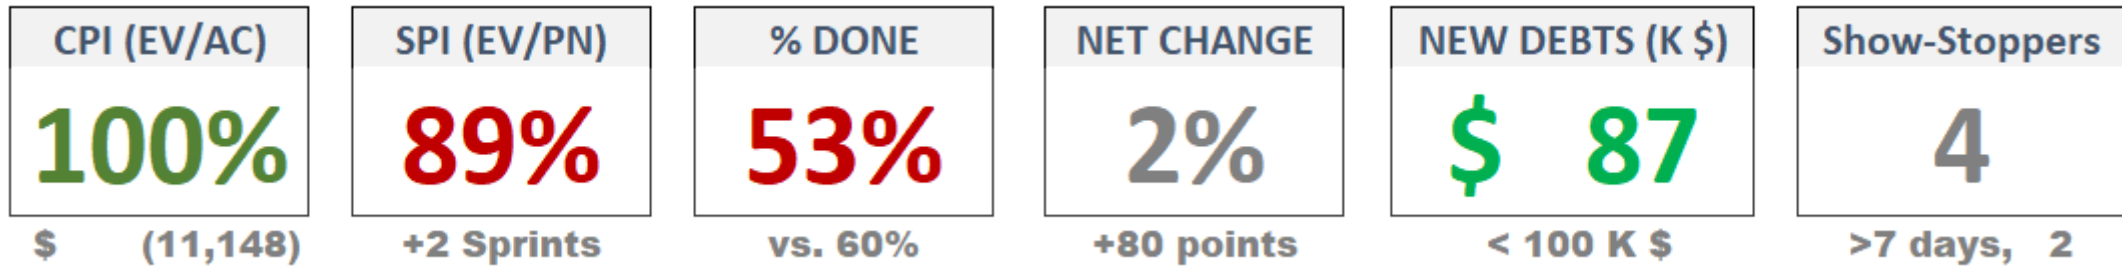 CPI (EV/AC)
100%
$ (11,148)
SPI (EV/PN)
89%
+2 Sprints
% DONE
53%
vs. 60%
NET CHANGE
2%
+80 points
NEW DEBTS (K $)
$ 87
< 100 K $
Show-Stoppers
4
>7 days, 2